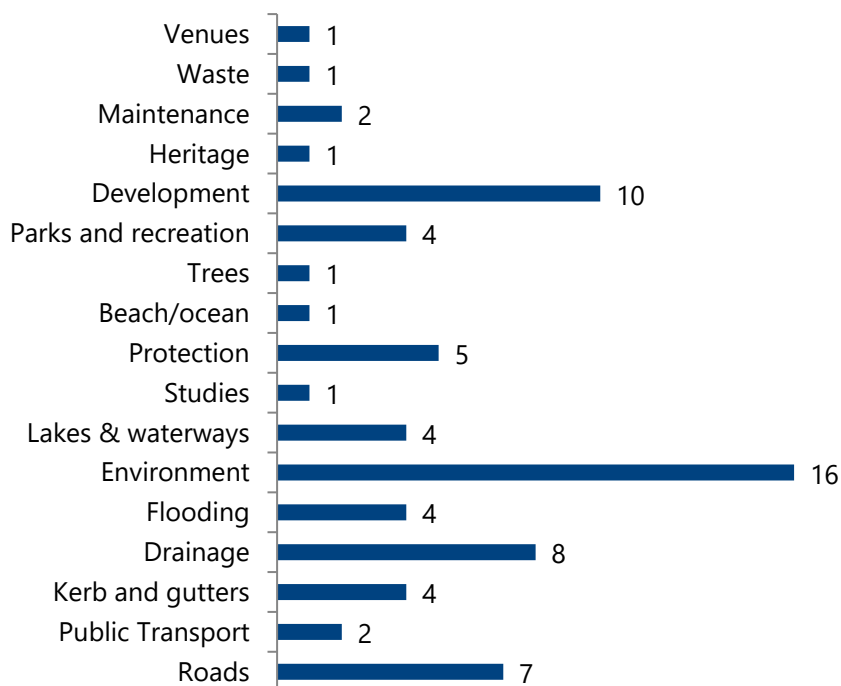 Venues 1
Waste 1
Maintenance 2
Heritage 1
Development 10
Parks and recreation 4
Trees 1
Beach/ocean 1
Protection 5
Studies 1
Lakes & waterways 4
Environment 16
Flooding 4
Drainage 8
Kerb and gutters 4
Public Transport 2
Roads 7